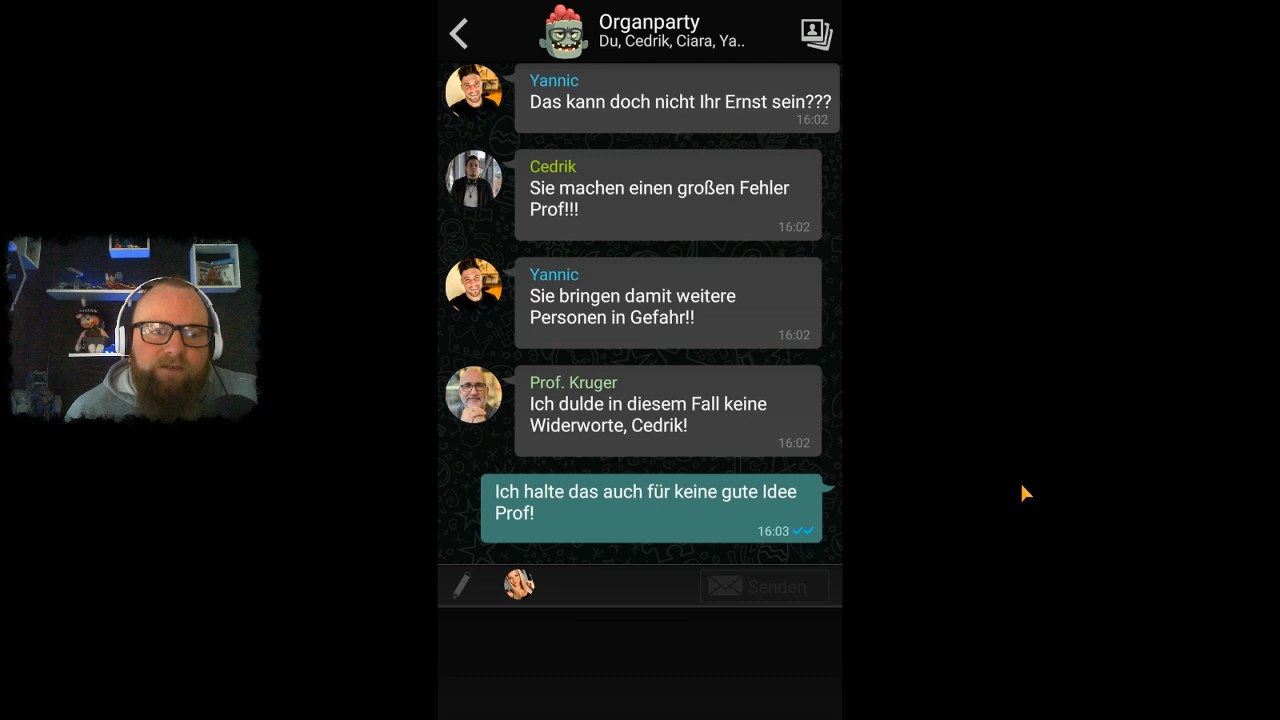 Organparty
Du, Cedrik, Ciara, Ya..
Yannic
Das kann doch nicht Ihr Ernst sein???
16:02
Cedrik
Sie machen einen großen Fehler
Prof!!!
16:02
Yannic
Sie bringen damit weitere
Personen in Gefahr!!
16:02
Prof. Kruger
Ich dulde in diesem Fall keine
Widerworte, Cedrik!
16:02
Ich halte das auch für keine gute Idee
Prof!
16:03
Senden